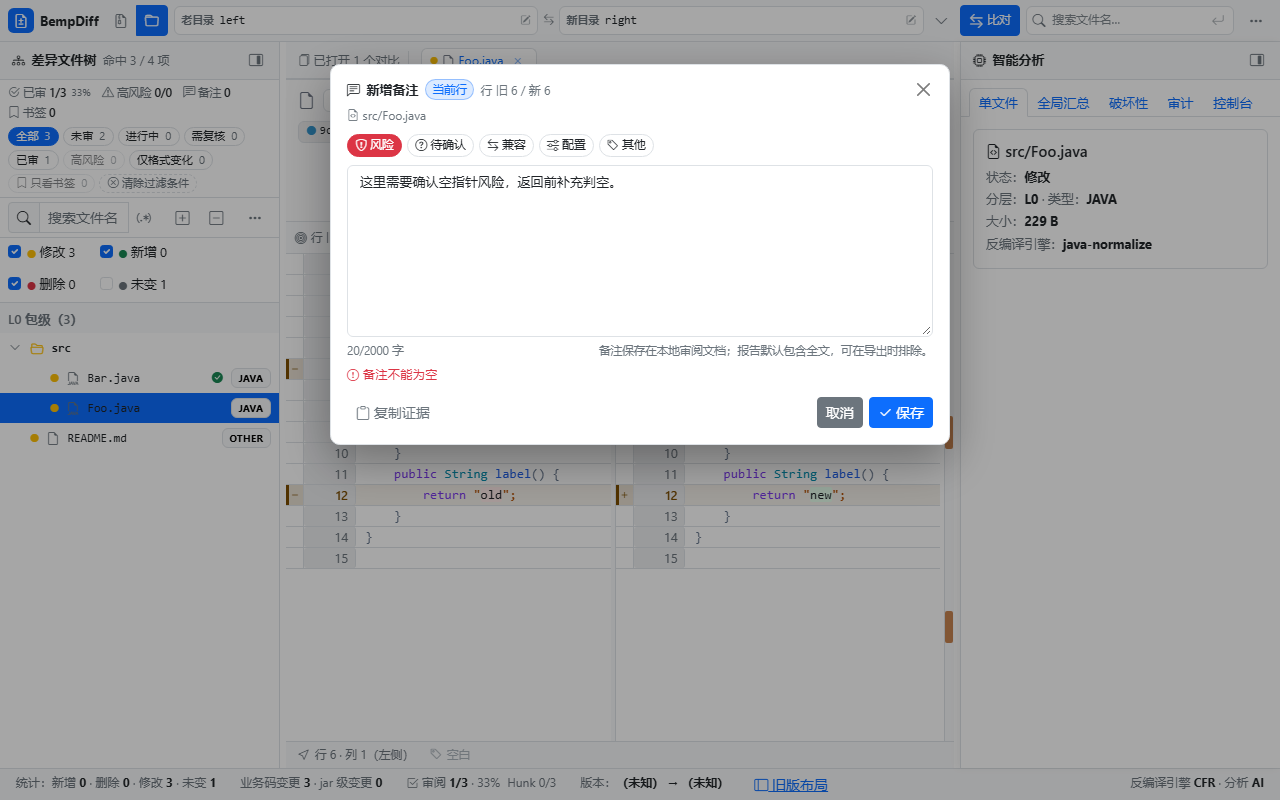 BempDiff 老目录 left 新目录 right 比对 搜索文件名...
差异文件树 命中 3 / 4 项
已审 1/3 33% 高风险 0/0 备注 0
书签 0
全部 3 未审 2 进行中 0 需复核 0
已审 1 高风险 0 仅格式变化 0
只看书签 0 清除过滤条件
搜索文件名 (.*)
修改 3 新增 0
删除 0 未变 1
L0 包级 (3)
src
Bar.java JAVA
Foo.java JAVA
README.md OTHER
已打开 1 个对比 Foo.java ×
新增备注 当前行 行 旧 6 / 新 6
src/Foo.java
风险 待确认 兼容 配置 其他
这里需要确认空指针风险，返回前补充判空。
20/2000 字 备注保存在本地审阅文档；报告默认包含全文，可在导出时排除。
备注不能为空
复制证据 取消 保存
10 } 10 }
11 public String label() { 11 public String label() {
− 12 return "old"; + 12 return "new";
13 } 13 }
14 } 14 }
15 15
行 6 · 列 1 (左侧) 空白
智能分析
单文件 全局汇总 破坏性 审计 控制台
src/Foo.java
状态： 修改
分层： L0 · 类型： JAVA
大小： 229 B
反编译引擎： java-normalize
统计： 新增 0 · 删除 0 · 修改 3 · 未变 1 业务码变更 3 · jar 级变更 0 审阅 1/3 · 33% Hunk 0/3 版本： (未知) → (未知) 旧版布局 反编译引擎 CFR · 分析 AI